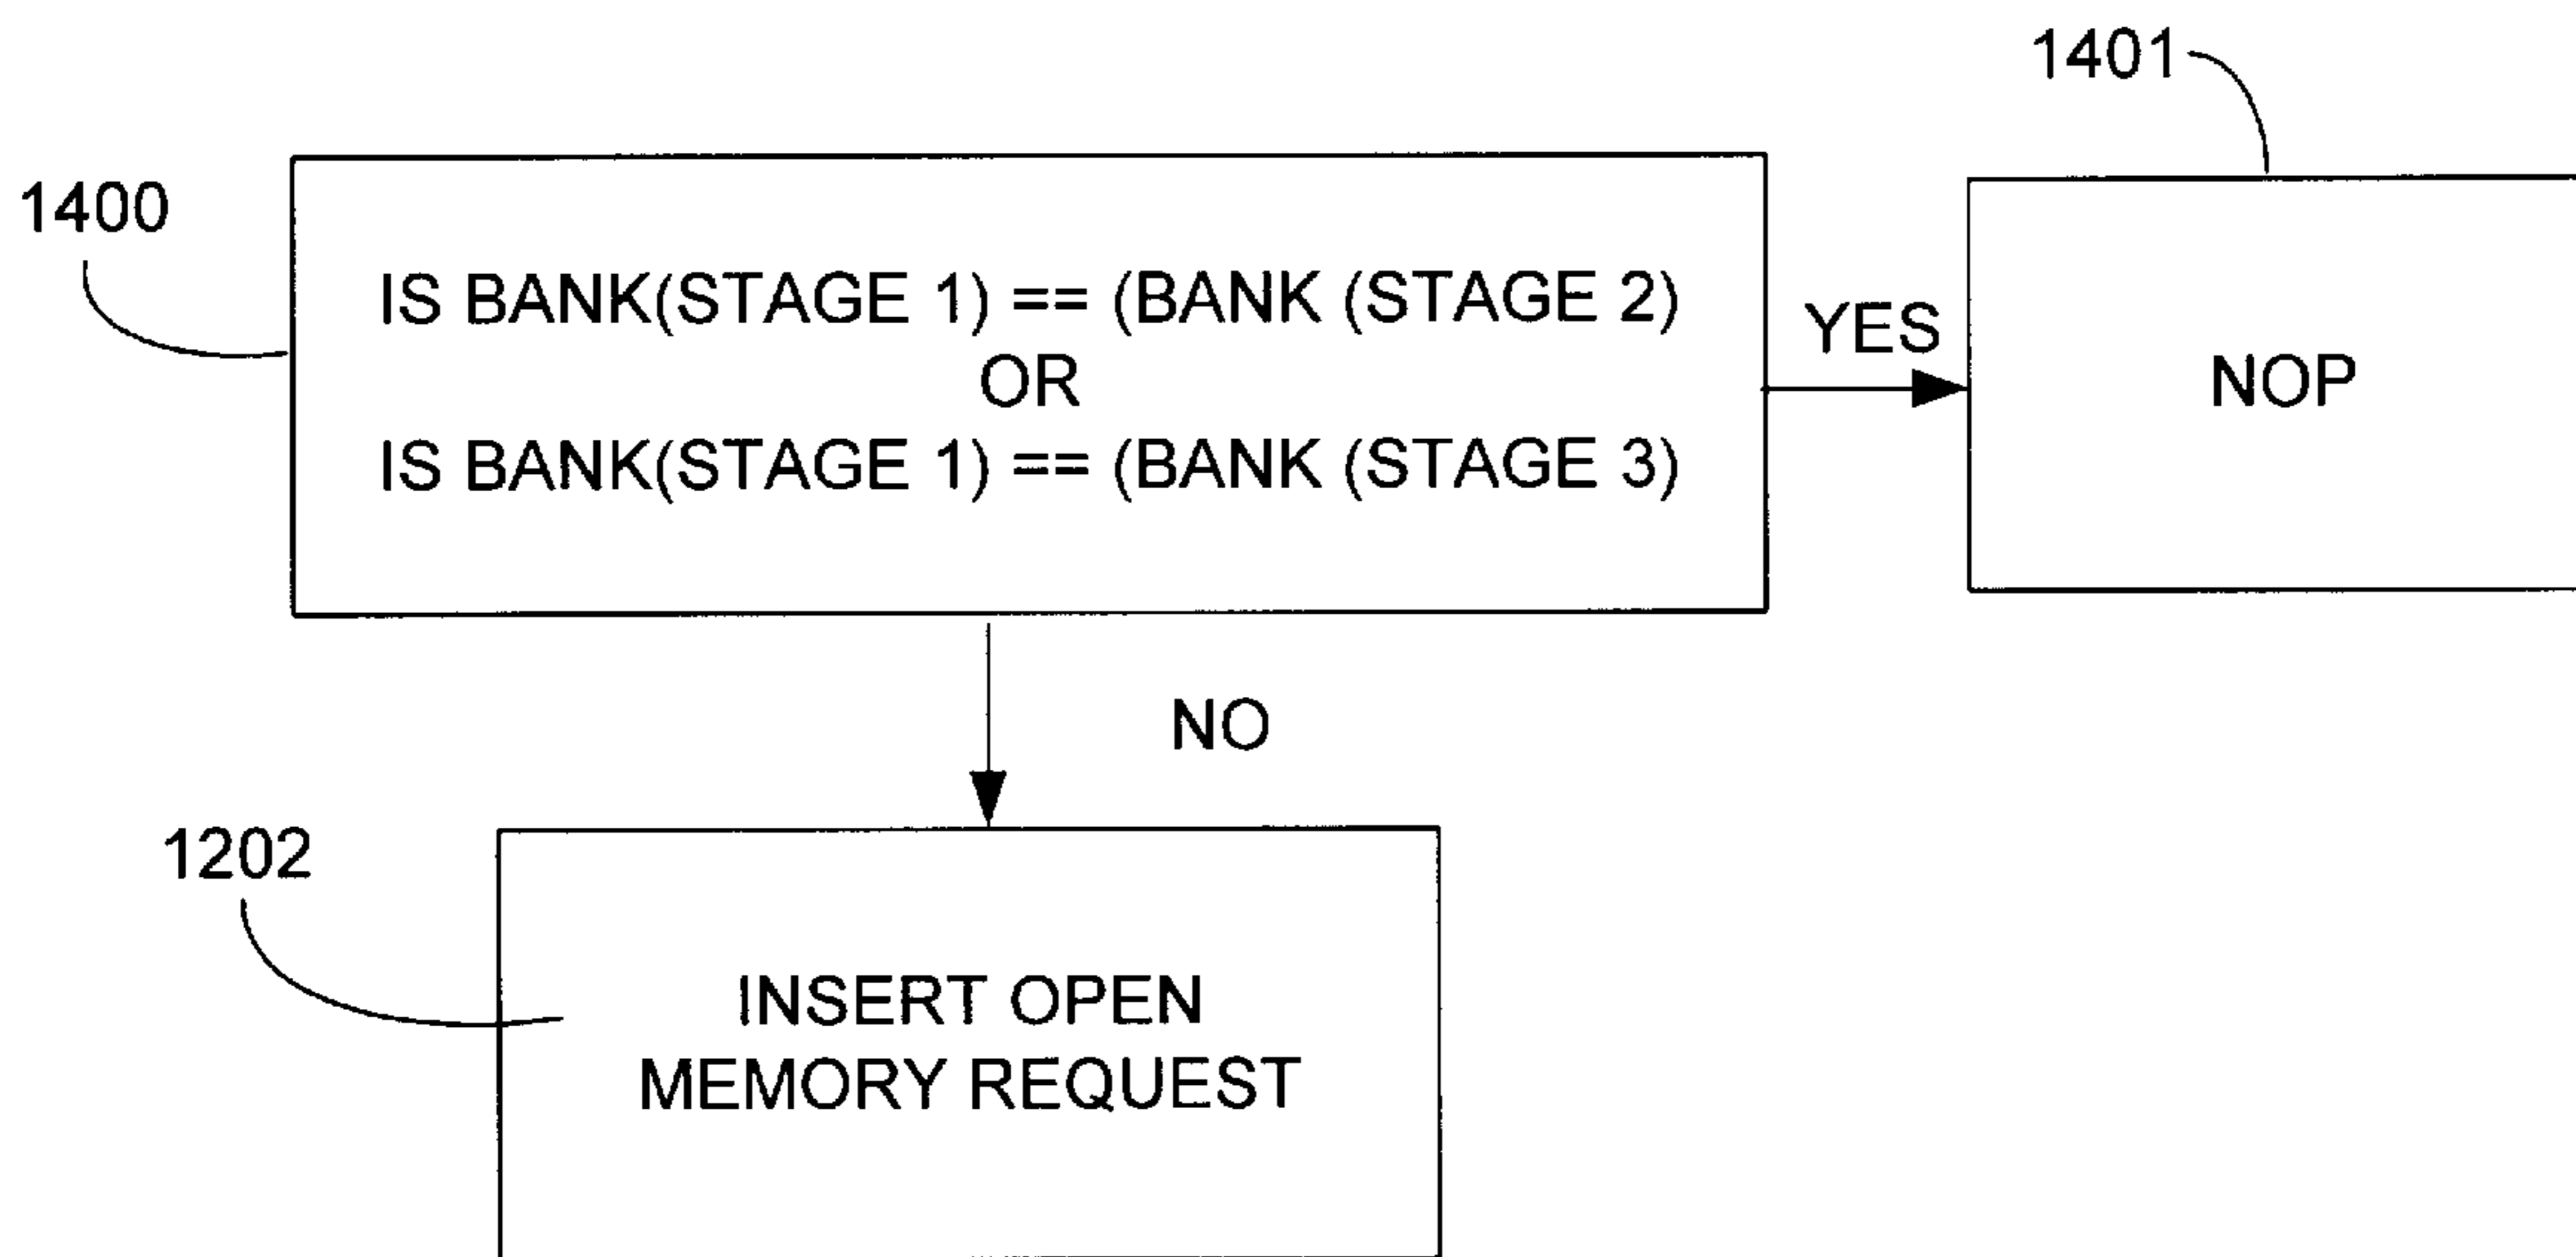 1401
1400
IS BANK(STAGE 1) == (BANK (STAGE 2)
OR
IS BANK(STAGE 1) == (BANK (STAGE 3)
YES
NOP
NO
1202
INSERT OPEN
MEMORY REQUEST